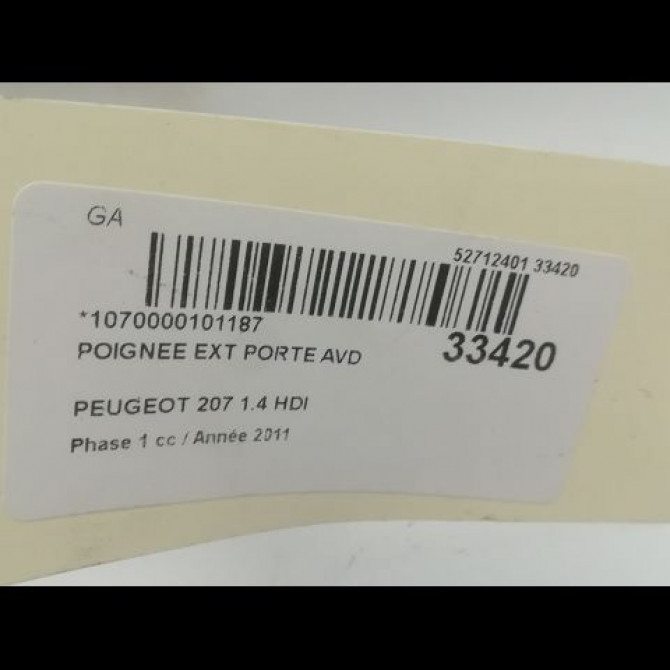 GA
52712401 33420
*1070000101187
33420
POIGNEE EXT PORTE AVD
PEUGEOT 207 1.4 HDI
Phase 1 cc / Année 2011